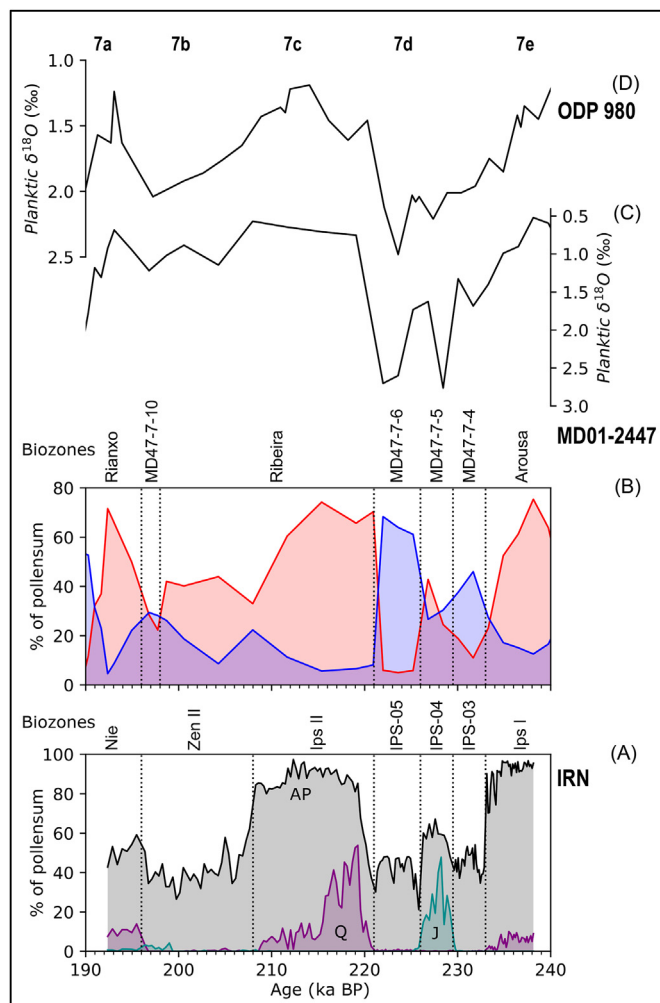 7a 7b 7c 7d 7e
(D)
ODP 980
1.0
1.5
2.0
2.5
Planktic δ¹⁸O (‰)
(C)
0.5
1.0
1.5
2.0
2.5
3.0
Planktic δ¹⁸O (‰)
MD01-2447
Biozones
Rianxo
MD47-7-10
Ribeira
MD47-7-6
MD47-7-5
MD47-7-4
Arousa
(B)
80
60
40
20
0
% of pollensum
Biozones
Nie
Zen II
Ips II
IPS-05
IPS-04
IPS-03
Ips I
(A)
IRN
100
80
60
40
20
0
% of pollensum
AP
Q
J
190 200 210 220 230 240
Age (ka BP)